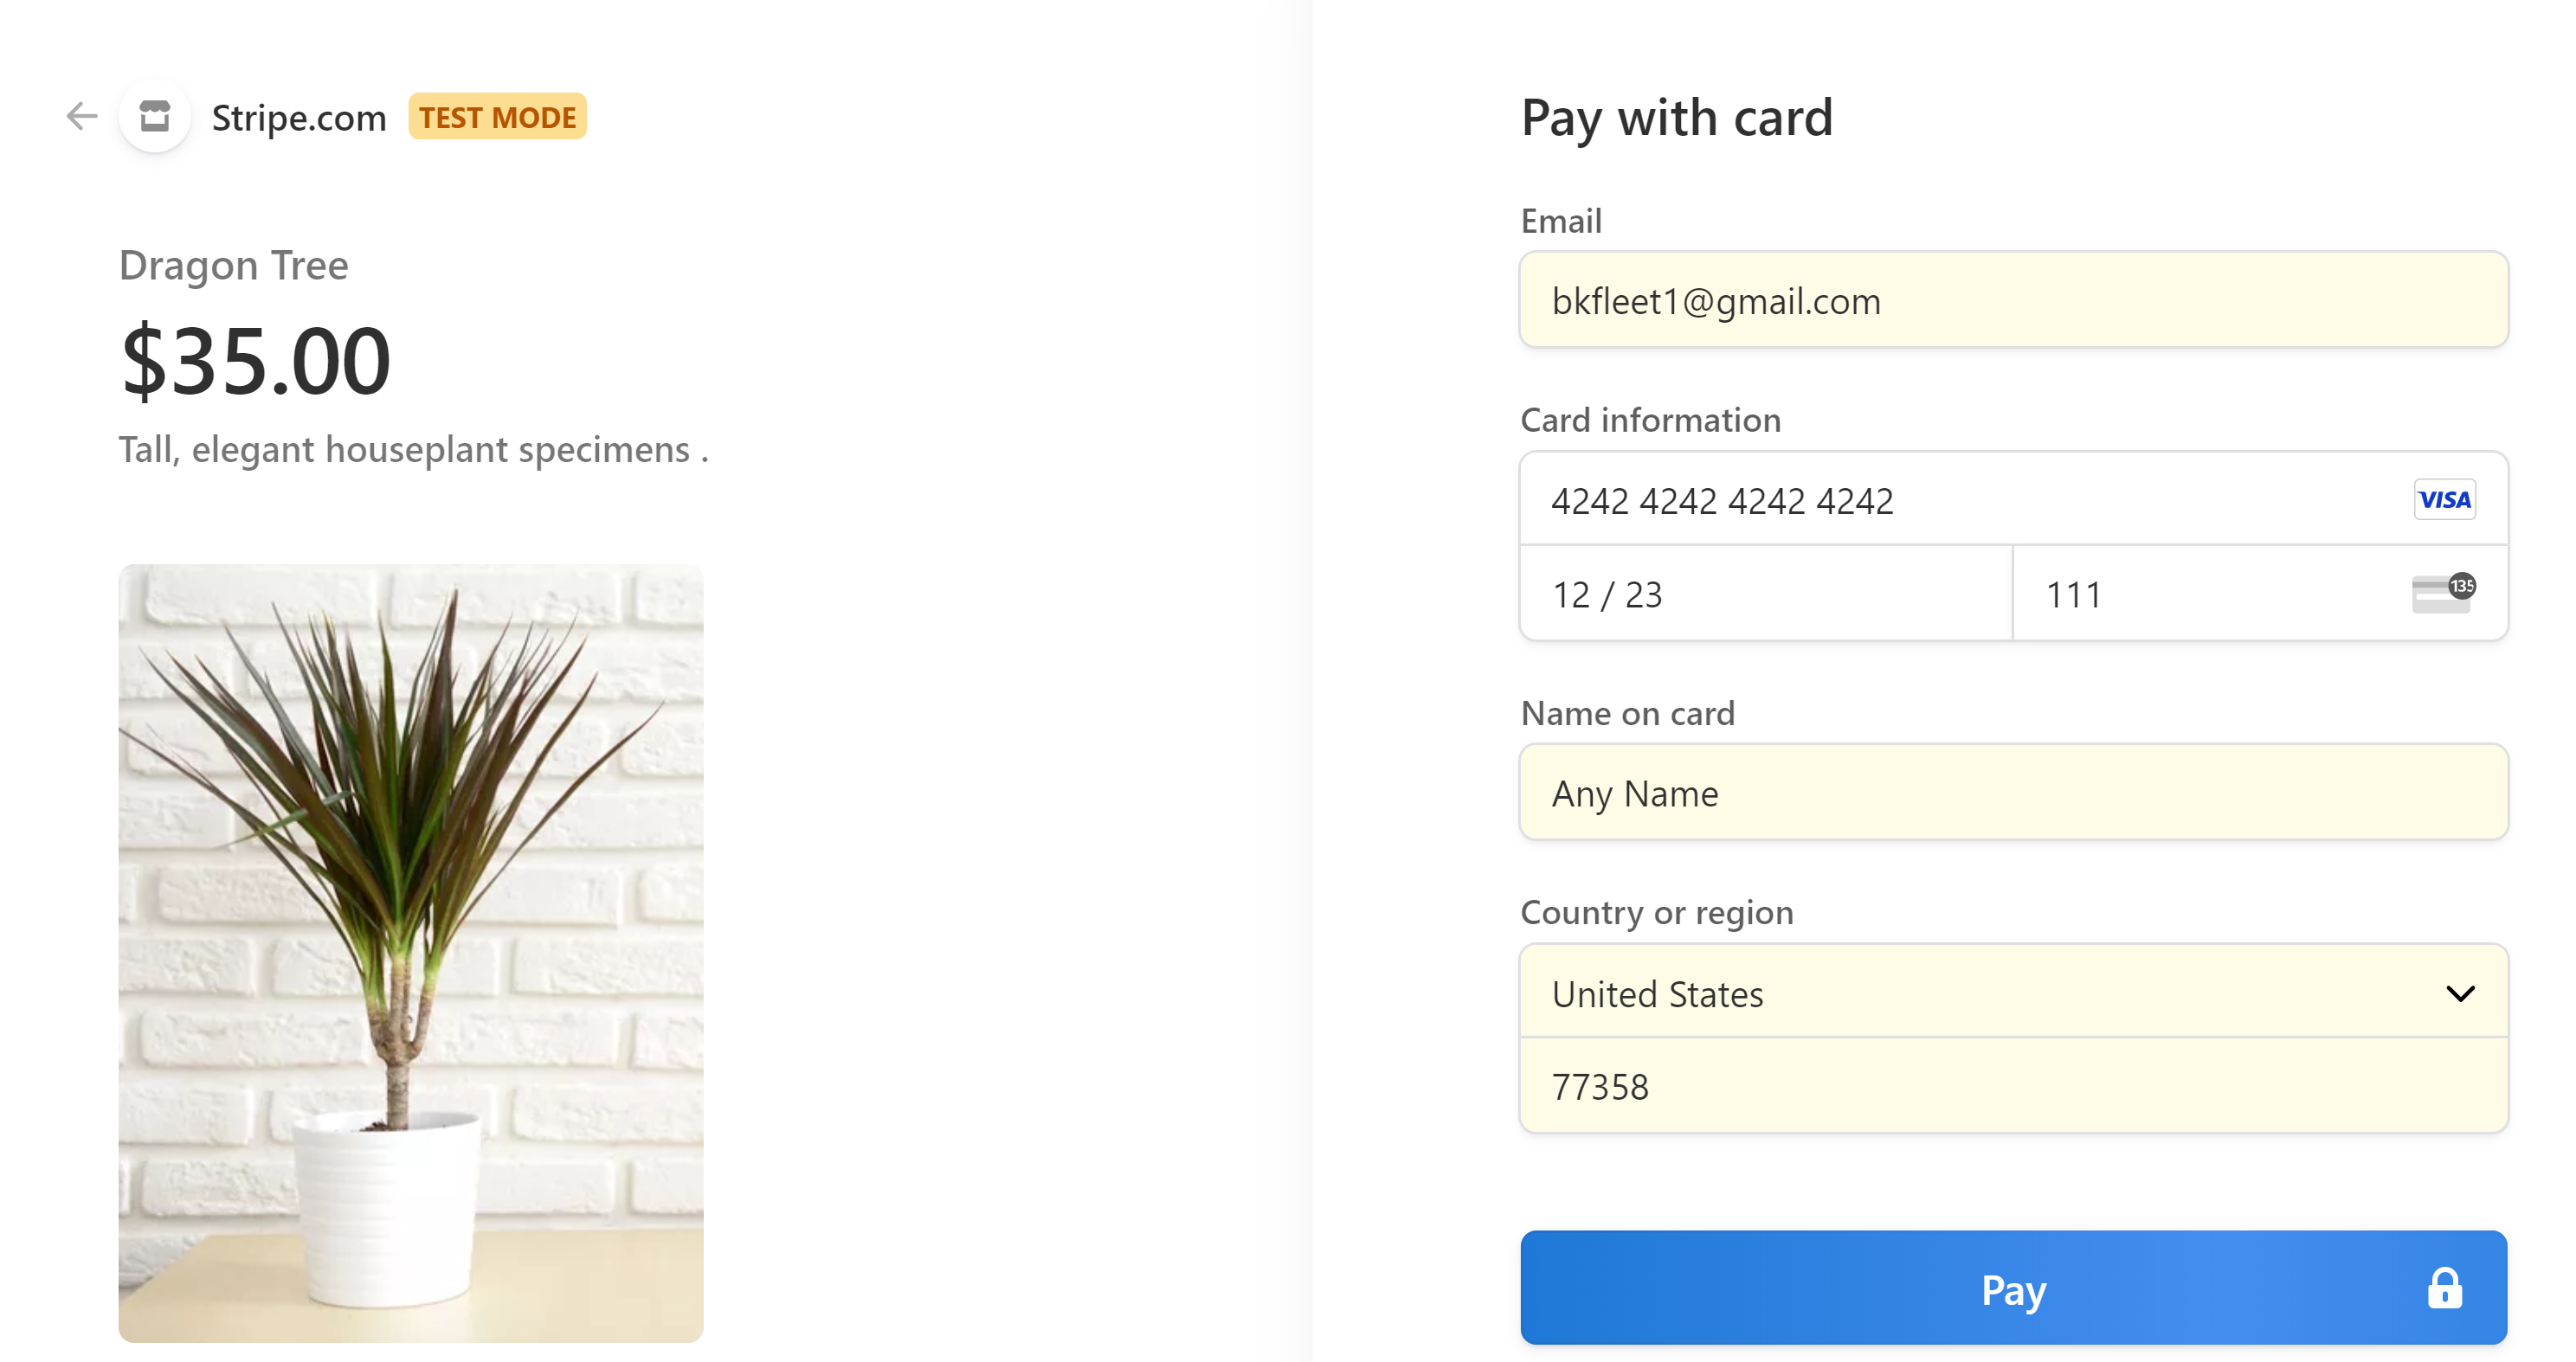 Stripe.com TEST MODE
Dragon Tree
$35.00
Tall, elegant houseplant specimens .
Pay with card
Email
bkfleet1@gmail.com
Card information
4242 4242 4242 4242 VISA
12 / 23 111 135
Name on card
Any Name
Country or region
United States
77358
Pay